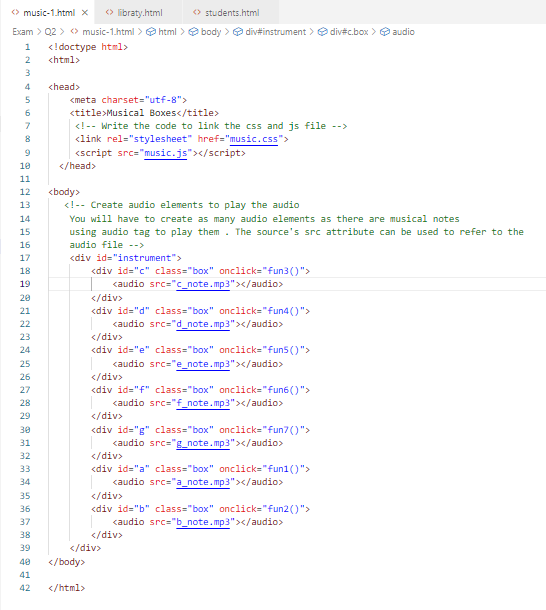 <> music-1.html × <> libraty.html <> students.html
Exam > Q2 > <> music-1.html > html > body > div#instrument > div#c.box > audio
1 <!doctype html>
2 <html>
3
4 <head>
5 <meta charset="utf-8">
6 <title>Musical Boxes</title>
7 <!-- Write the code to link the css and js file -->
8 <link rel="stylesheet" href="music.css">
9 <script src="music.js"></script>
10 </head>
11
12 <body>
13 <!-- Create audio elements to play the audio
14 You will have to create as many audio elements as there are musical notes
15 using audio tag to play them . The source's src attribute can be used to refer to the
16 audio file -->
17 <div id="instrument">
18 <div id="c" class="box" onclick="fun3()">
19 <audio src="c_note.mp3"></audio>
20 </div>
21 <div id="d" class="box" onclick="fun4()">
22 <audio src="d_note.mp3"></audio>
23 </div>
24 <div id="e" class="box" onclick="fun5()">
25 <audio src="e_note.mp3"></audio>
26 </div>
27 <div id="f" class="box" onclick="fun6()">
28 <audio src="f_note.mp3"></audio>
29 </div>
30 <div id="g" class="box" onclick="fun7()">
31 <audio src="g_note.mp3"></audio>
32 </div>
33 <div id="a" class="box" onclick="fun1()">
34 <audio src="a_note.mp3"></audio>
35 </div>
36 <div id="b" class="box" onclick="fun2()">
37 <audio src="b_note.mp3"></audio>
38 </div>
39 </div>
40 </body>
41
42 </html>